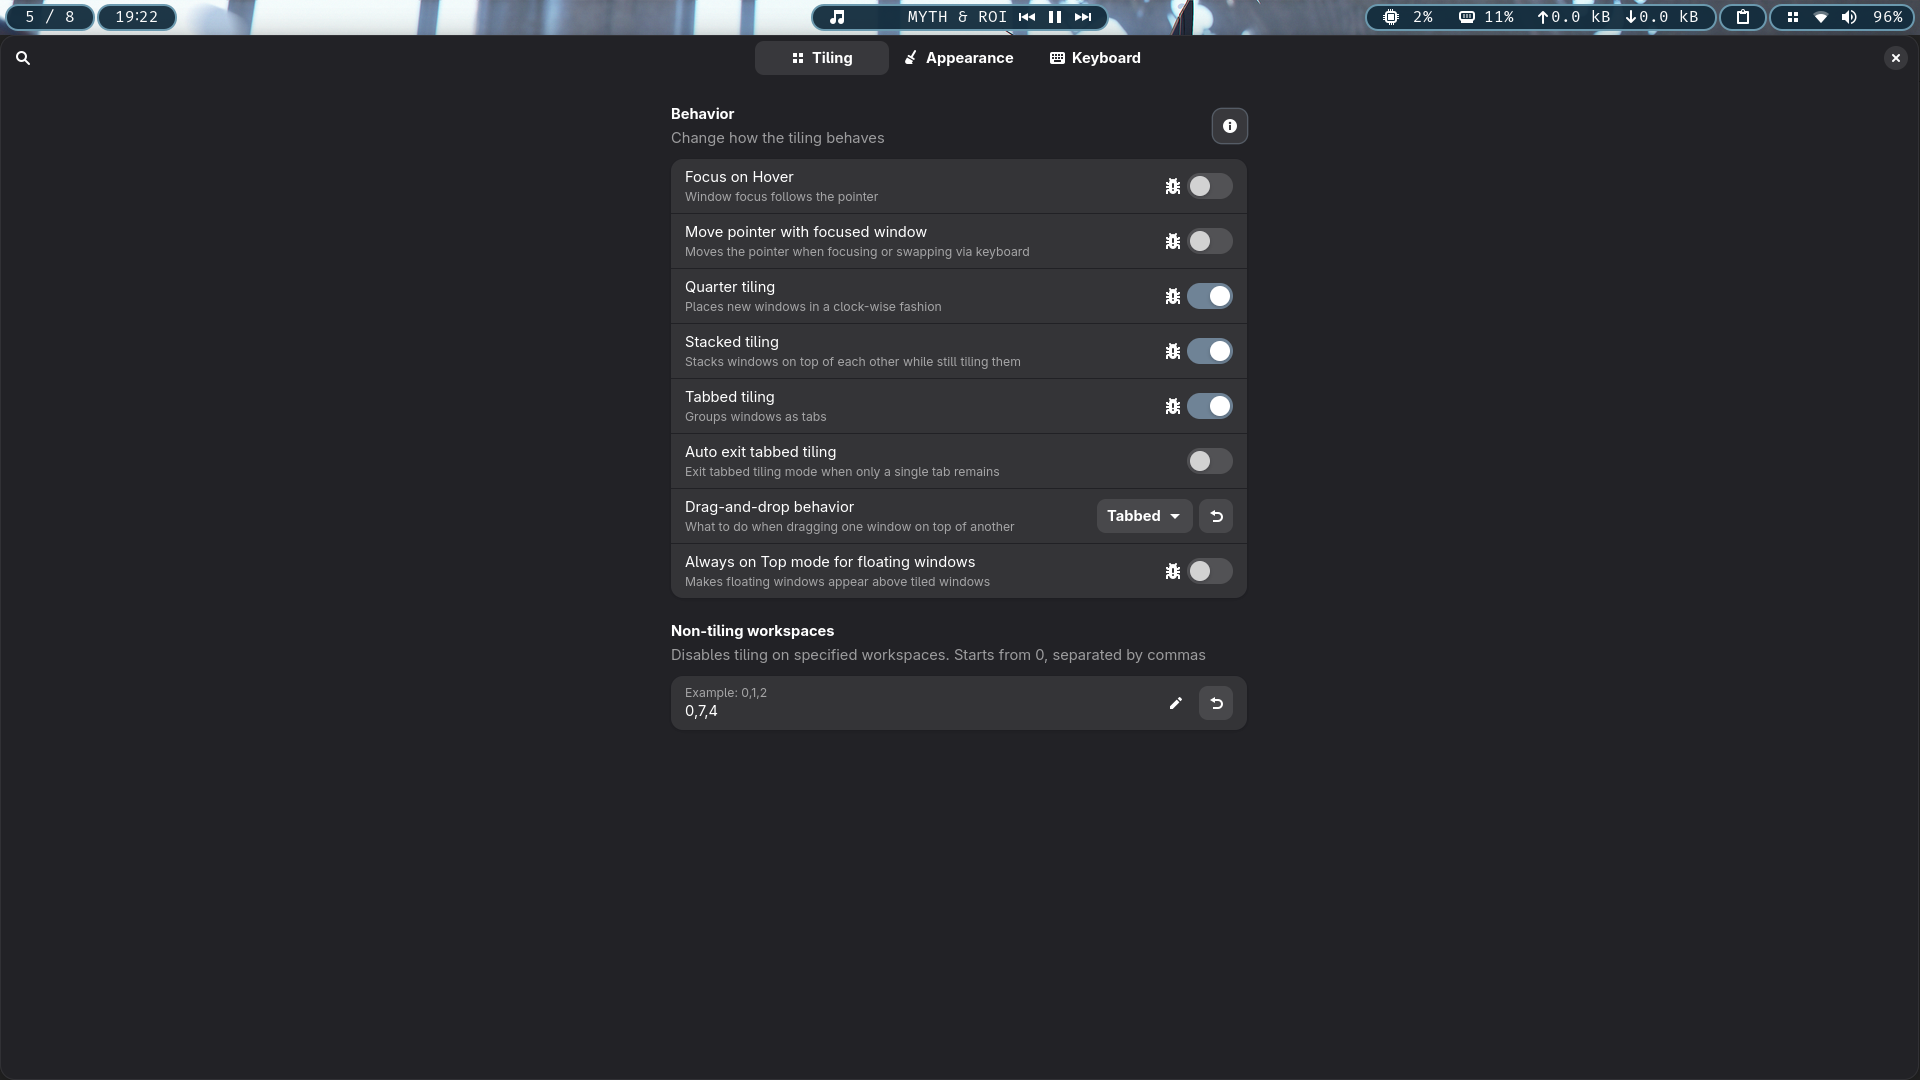 5 / 8
19:22
MYTH & ROI
2%
11%
0.0 kB
0.0 kB
96%
Tiling
Appearance
Keyboard
Behavior
Change how the tiling behaves
Focus on Hover
Window focus follows the pointer
Move pointer with focused window
Moves the pointer when focusing or swapping via keyboard
Quarter tiling
Places new windows in a clock-wise fashion
Stacked tiling
Stacks windows on top of each other while still tiling them
Tabbed tiling
Groups windows as tabs
Auto exit tabbed tiling
Exit tabbed tiling mode when only a single tab remains
Drag-and-drop behavior
What to do when dragging one window on top of another
Tabbed
Always on Top mode for floating windows
Makes floating windows appear above tiled windows
Non-tiling workspaces
Disables tiling on specified workspaces. Starts from 0, separated by commas
Example: 0,1,2
0,7,4